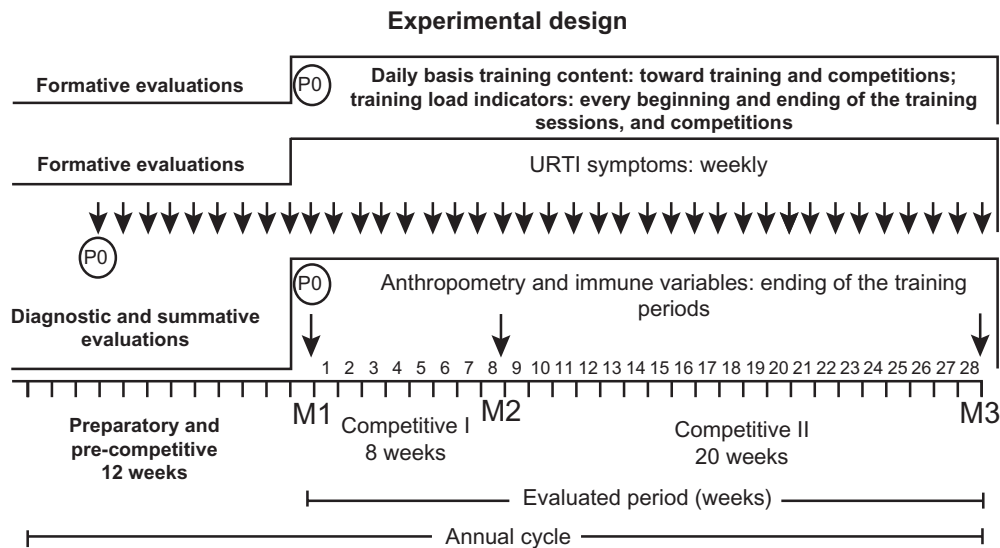 Experimental design
Formative evaluations
P0
Daily basis training content: toward training and competitions;
training load indicators: every beginning and ending of the training
sessions, and competitions
Formative evaluations
URTI symptoms: weekly
P0
Diagnostic and summative
evaluations
P0
Anthropometry and immune variables: ending of the training
periods
1 2 3 4 5 6 7 8 9 10 11 12 13 14 15 16 17 18 19 20 21 22 23 24 25 26 27 28
M1 M2 M3
Preparatory and
pre-competitive
12 weeks
Competitive I
8 weeks
Competitive II
20 weeks
Evaluated period (weeks)
Annual cycle